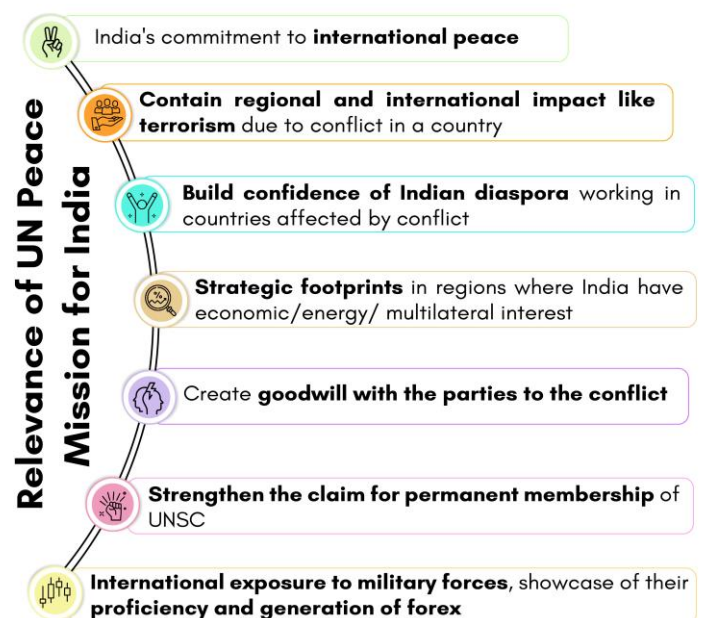 Relevance of UN Peace
Mission for India
India's commitment to international peace
Contain regional and international impact like
terrorism due to conflict in a country
Build confidence of Indian diaspora working in
countries affected by conflict
Strategic footprints in regions where India have
economic/energy/ multilateral interest
Create goodwill with the parties to the conflict
Strengthen the claim for permanent membership of
UNSC
International exposure to military forces, showcase of their
proficiency and generation of forex